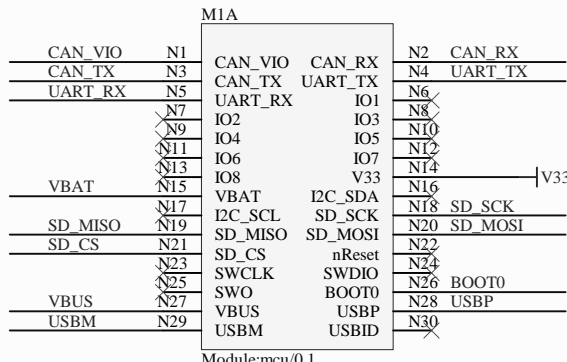 M1A
CAN_VIO N1 CAN_VIO CAN_RX N2 CAN_RX
CAN_TX N3 CAN_TX UART_TX N4 UART_TX
UART_RX N5 UART_RX IO1 N6
N7 IO2 IO3 N8
N9 IO4 IO5 N10
N11 IO6 IO7 N12
N13 IO8 V33 N14 V33
VBAT N15 VBAT I2C_SDA N16
N17 I2C_SCL SD_SCK N18 SD_SCK
SD_MISO N19 SD_MISO SD_MOSI N20 SD_MOSI
SD_CS N21 SD_CS nReset N22
N23 SWCLK SWDIO N24
N25 SWO BOOT0 N26 BOOT0
VBUS N27 VBUS USBP N28 USBP
USBM N29 USBM USBID N30
Module:mcu/0.1